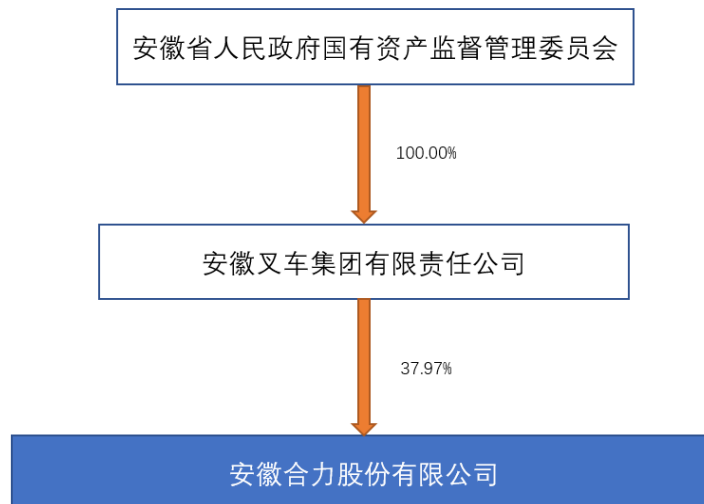 安徽省人民政府国有资产监督管理委员会
100.00%
安徽叉车集团有限责任公司
37.97%
安徽合力股份有限公司